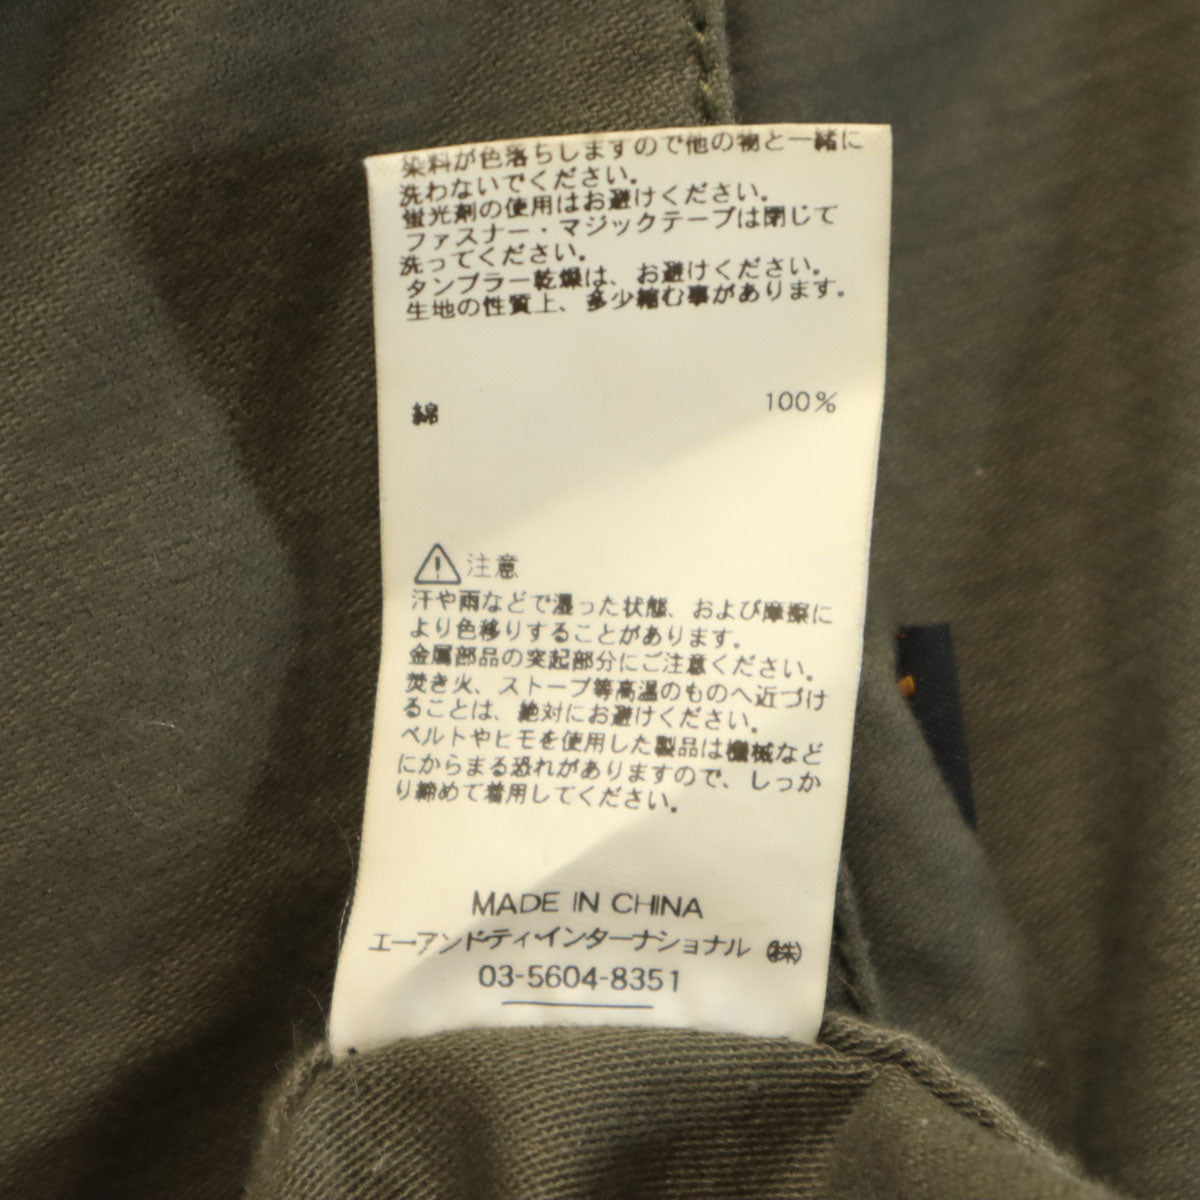 染料が色落ちしますので他の物と一緒に
洗わないでください。
蛍光剤の使用はお避けください。
ファスナー・マジックテープは閉じて
洗ってください。
タンブラー乾燥は、お避けください。
生地の性質上、多少縮む事があります。
綿 100%
注意
汗や雨などで湿った状態、および摩擦に
より色移りすることがあります。
金属部品の突起部分にご注意ください。
焚き火、ストーブ等高温のものへ近づけ
ることは、絶対にお避けください。
ベルトやヒモを使用した製品は機械など
にからまる恐れがありますので、しっか
り締めて着用してください。
MADE IN CHINA
エー・アンド・ティ・インターナショナル ㈱
03-5604-8351